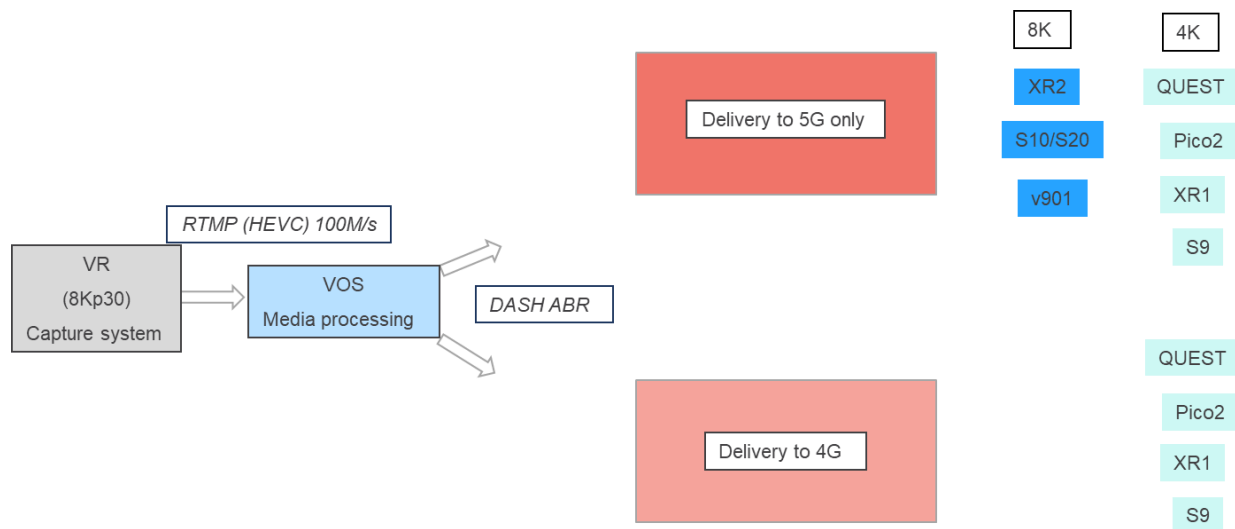 8K
4K
XR2
QUEST
Delivery to 5G only
S10/S20
Pico2
v901
XR1
RTMP (HEVC) 100M/s
S9
VR
(8Kp30)
Capture system
VOS
Media processing
DASH ABR
QUEST
Pico2
Delivery to 4G
XR1
S9